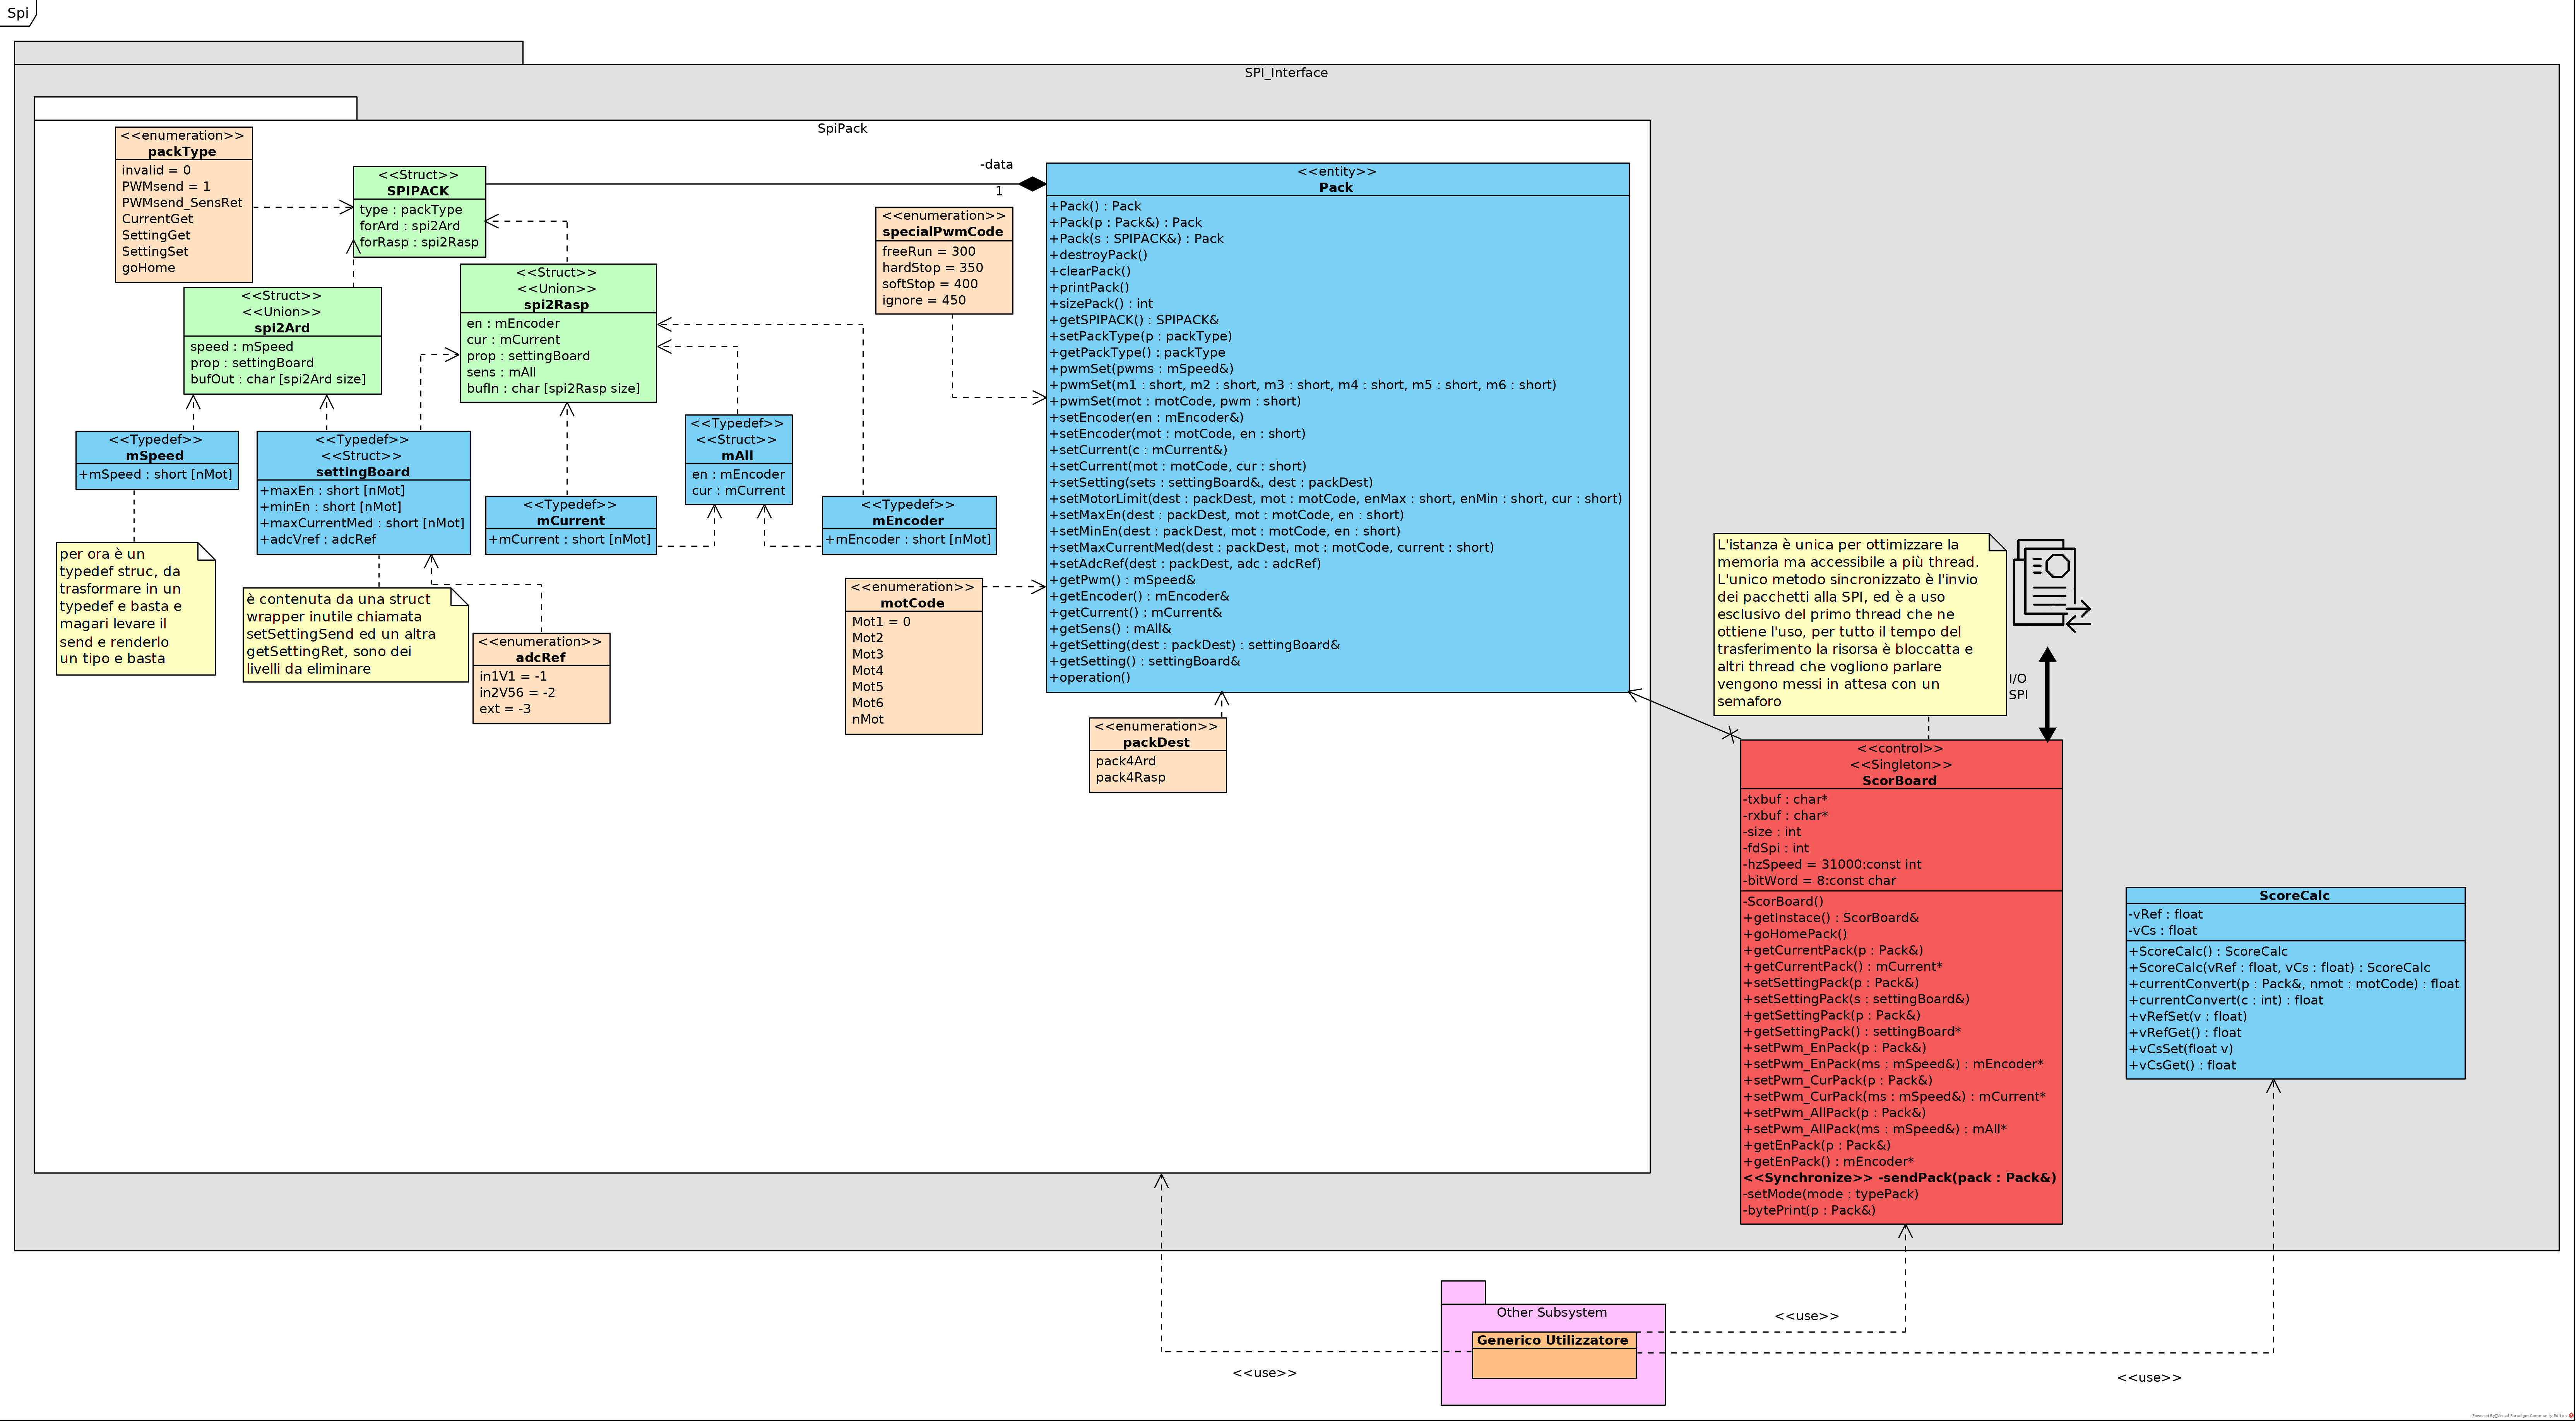 Spi
SPI_Interface
SpiPack
<<enumeration>>
packType
invalid = 0
PWMsend = 1
PWMsend_SensRet
CurrentGet
SettingGet
SettingSet
goHome
<<Struct>>
SPIPACK
type : packType
forArd : spi2Ard
forRasp : spi2Rasp
-data
1
<<enumeration>>
specialPwmCode
freeRun = 300
hardStop = 350
softStop = 400
ignore = 450
<<entity>>
Pack
+Pack() : Pack
+Pack(p : Pack&) : Pack
+Pack(s : SPIPACK&) : Pack
+destroyPack()
+clearPack()
+printPack()
+sizePack() : int
+getSPIPACK() : SPIPACK&
+setPackType(p : packType)
+getPackType() : packType
+pwmSet(pwms : mSpeed&)
+pwmSet(m1 : short, m2 : short, m3 : short, m4 : short, m5 : short, m6 : short)
+pwmSet(mot : motCode, pwm : short)
+setEncoder(en : mEncoder&)
+setEncoder(mot : motCode, en : short)
+setCurrent(c : mCurrent&)
+setCurrent(mot : motCode, cur : short)
+setSetting(sets : settingBoard&, dest : packDest)
+setMotorLimit(dest : packDest, mot : motCode, enMax : short, enMin : short, cur : short)
+setMaxEn(dest : packDest, mot : motCode, en : short)
+setMinEn(dest : packDest, mot : motCode, en : short)
+setMaxCurrentMed(dest : packDest, mot : motCode, current : short)
+setAdcRef(dest : packDest, adc : adcRef)
+getPwm() : mSpeed&
+getEncoder() : mEncoder&
+getCurrent() : mCurrent&
+getSens() : mAll&
+getSetting(dest : packDest) : settingBoard&
+getSetting() : settingBoard&
+operation()
<<Struct>>
<<Union>>
spi2Ard
speed : mSpeed
prop : settingBoard
bufOut : char [spi2Ard size]
<<Struct>>
<<Union>>
spi2Rasp
en : mEncoder
cur : mCurrent
prop : settingBoard
sens : mAll
bufIn : char [spi2Rasp size]
<<Typedef>>
mSpeed
+mSpeed : short [nMot]
<<Typedef>>
<<Struct>>
settingBoard
+maxEn : short [nMot]
+minEn : short [nMot]
+maxCurrentMed : short [nMot]
+adcVref : adcRef
<<Typedef>>
mCurrent
+mCurrent : short [nMot]
<<Typedef>>
<<Struct>>
mAll
en : mEncoder
cur : mCurrent
<<Typedef>>
mEncoder
+mEncoder : short [nMot]
per ora è un
typedef struc, da
trasformare in un
typedef e basta e
magari levare il
send e renderlo
un tipo e basta
è contenuta da una struct
wrapper inutile chiamata
setSettingSend ed un altra
getSettingRet, sono dei
livelli da eliminare
<<enumeration>>
adcRef
in1V1 = -1
in2V56 = -2
ext = -3
<<enumeration>>
motCode
Mot1 = 0
Mot2
Mot3
Mot4
Mot5
Mot6
nMot
<<enumeration>>
packDest
pack4Ard
pack4Rasp
L'istanza è unica per ottimizzare la
memoria ma accessibile a più thread.
L'unico metodo sincronizzato è l'invio
dei pacchetti alla SPI, ed è a uso
esclusivo del primo thread che ne
ottiene l'uso, per tutto il tempo del
trasferimento la risorsa è bloccatta e
altri thread che vogliono parlare
vengono messi in attesa con un
semaforo
I/O
SPI
<<control>>
<<Singleton>>
ScorBoard
-txbuf : char*
-rxbuf : char*
-size : int
-fdSpi : int
-hzSpeed = 31000:const int
-bitWord = 8:const char
-ScorBoard()
+getInstace() : ScorBoard&
+goHomePack()
+getCurrentPack(p : Pack&)
+getCurrentPack() : mCurrent*
+setSettingPack(p : Pack&)
+setSettingPack(s : settingBoard&)
+getSettingPack(p : Pack&)
+getSettingPack() : settingBoard*
+setPwm_EnPack(p : Pack&)
+setPwm_EnPack(ms : mSpeed&) : mEncoder*
+setPwm_CurPack(p : Pack&)
+setPwm_CurPack(ms : mSpeed&) : mCurrent*
+setPwm_AllPack(p : Pack&)
+setPwm_AllPack(ms : mSpeed&) : mAll*
+getEnPack(p : Pack&)
+getEnPack() : mEncoder*
<<Synchronize>> -sendPack(pack : Pack&)
-setMode(mode : typePack)
-bytePrint(p : Pack&)
ScoreCalc
-vRef : float
-vCs : float
+ScoreCalc() : ScoreCalc
+ScoreCalc(vRef : float, vCs : float) : ScoreCalc
+currentConvert(p : Pack&, nmot : motCode) : float
+currentConvert(c : int) : float
+vRefSet(v : float)
+vRefGet() : float
+vCsSet(float v)
+vCsGet() : float
Other Subsystem
Generico Utilizzatore
<<use>>
<<use>>
<<use>>